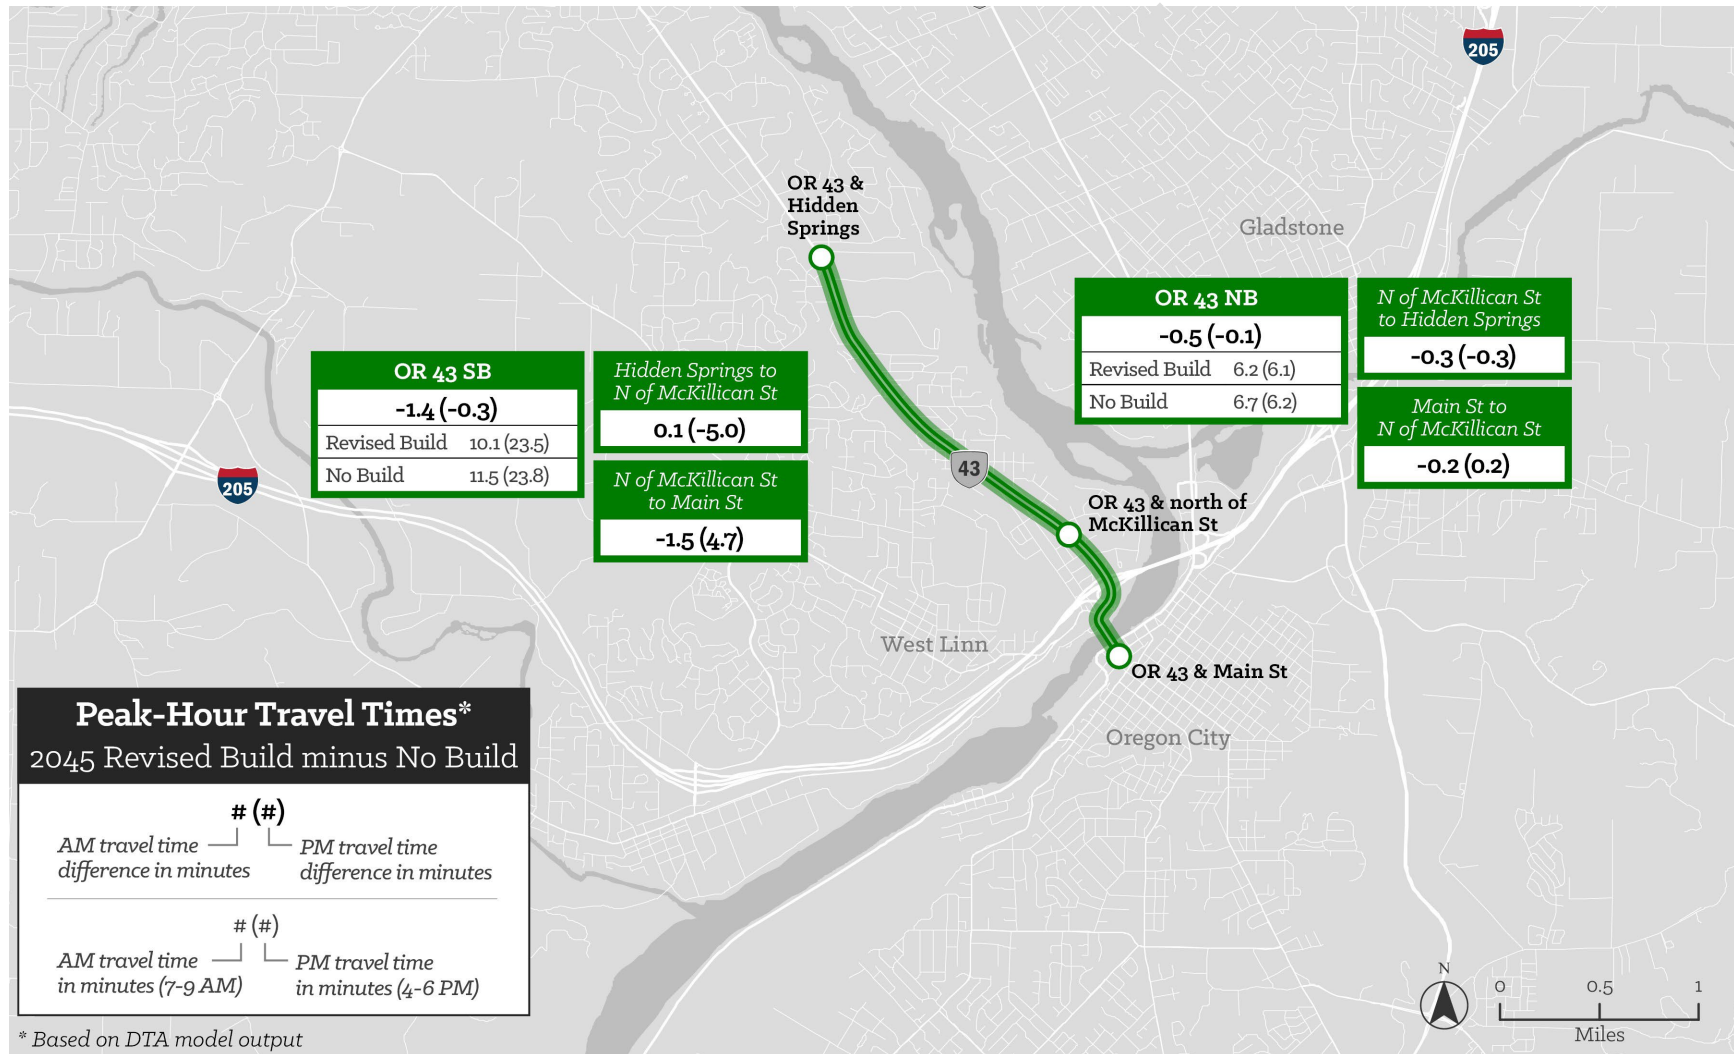 205
OR 43 &
Hidden
Springs
Gladstone
OR 43 NB
-0.5 (-0.1)
Revised Build 6.2 (6.1)
No Build 6.7 (6.2)
N of McKillican St
to Hidden Springs
-0.3 (-0.3)
Main St to
N of McKillican St
-0.2 (0.2)
OR 43 SB
-1.4 (-0.3)
Revised Build 10.1 (23.5)
No Build 11.5 (23.8)
Hidden Springs to
N of McKillican St
0.1 (-5.0)
N of McKillican St
to Main St
-1.5 (4.7)
205
43
OR 43 & north of
McKillican St
West Linn
OR 43 & Main St
Oregon City
Peak-Hour Travel Times*
2045 Revised Build minus No Build
# (#)
AM travel time
difference in minutes
PM travel time
difference in minutes
# (#)
AM travel time
in minutes (7-9 AM)
PM travel time
in minutes (4-6 PM)
* Based on DTA model output
N
0 0.5 1
Miles